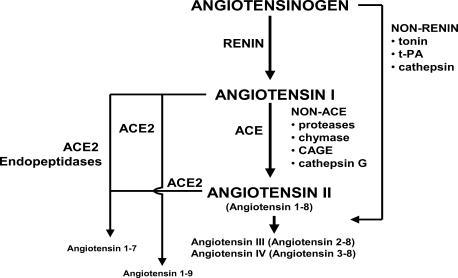 ANGIOTENSINOGEN
RENIN
NON-RENIN
• tonin
• t-PA
• cathepsin
ANGIOTENSIN I
ACE2
Endopeptidases
ACE2
ACE
NON-ACE
• proteases
• chymase
• CAGE
• cathepsin G
ACE2
ANGIOTENSIN II
(Angiotensin 1-8)
Angiotensin 1-7
Angiotensin III (Angiotensin 2-8)
Angiotensin IV (Angiotensin 3-8)
Angiotensin 1-9